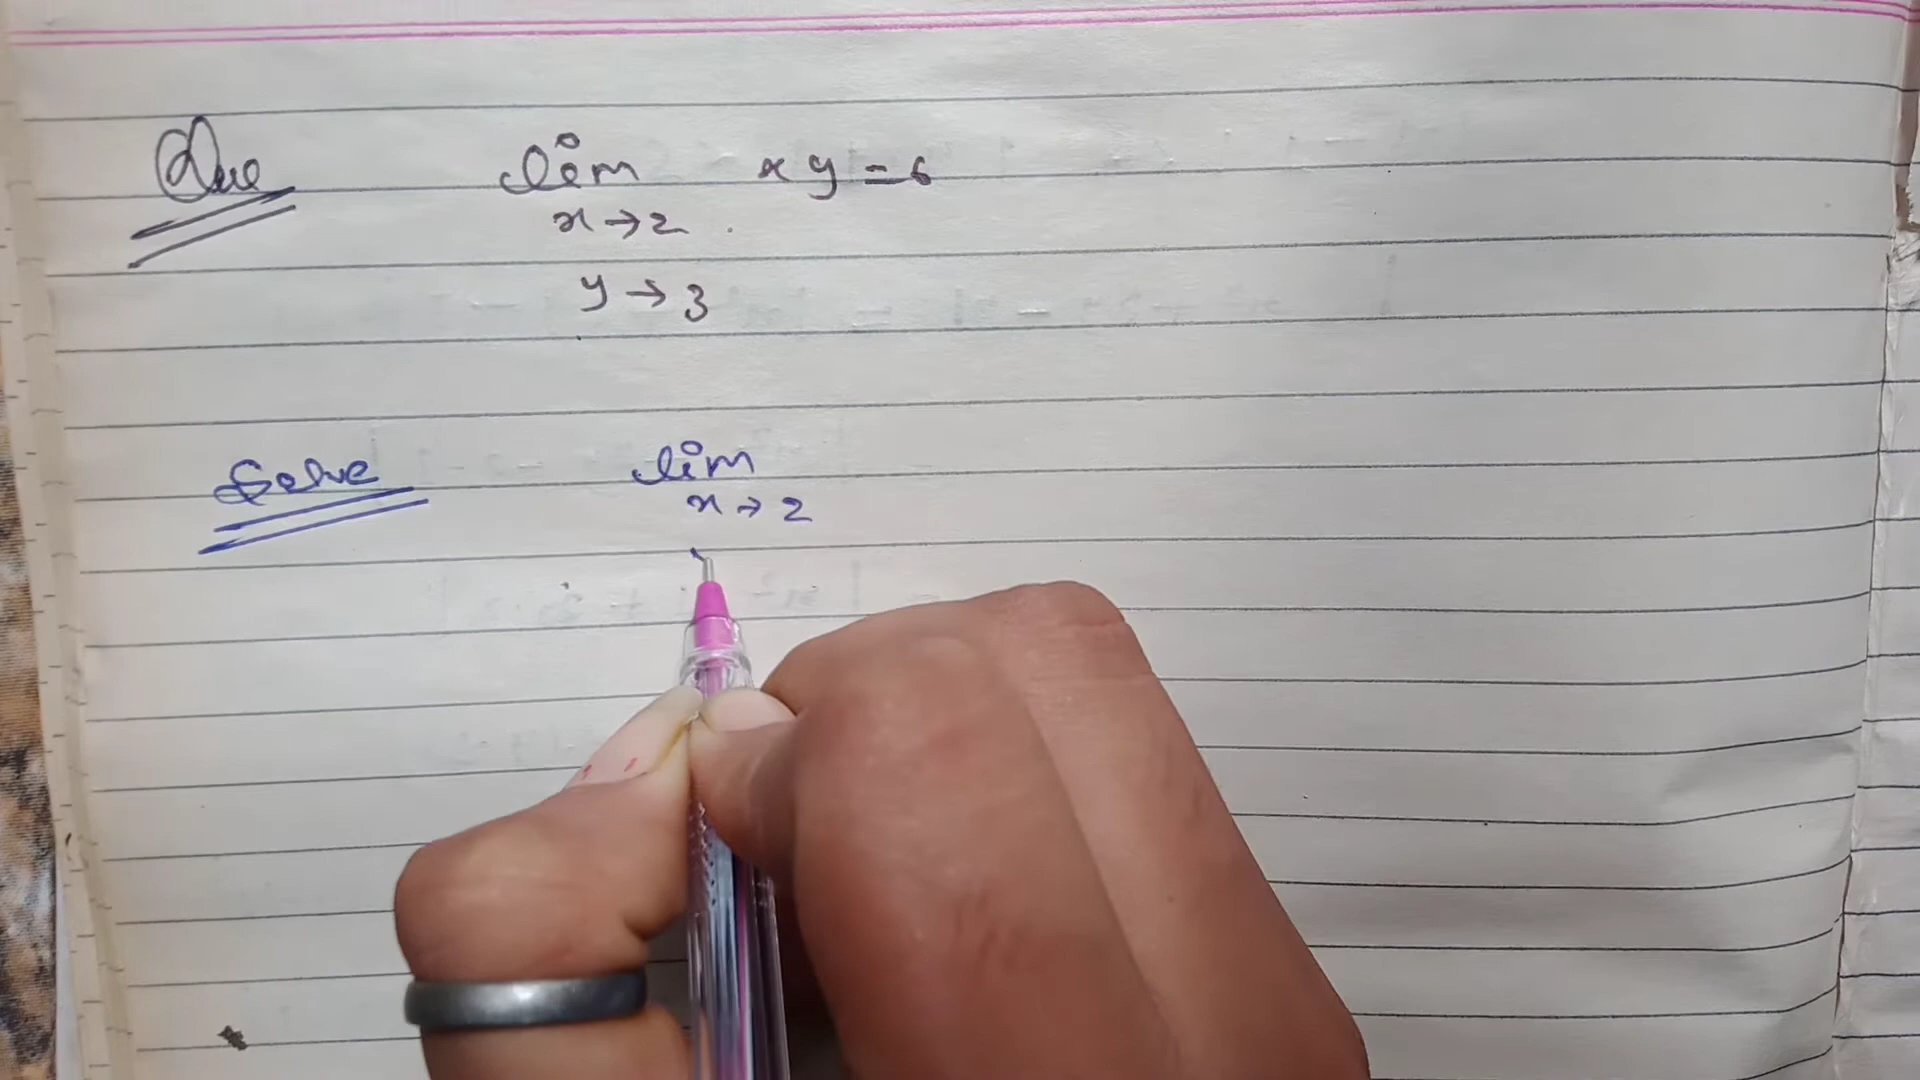 Que lim xy = 6
x → 2
y → 3
Solve lim
x → 2